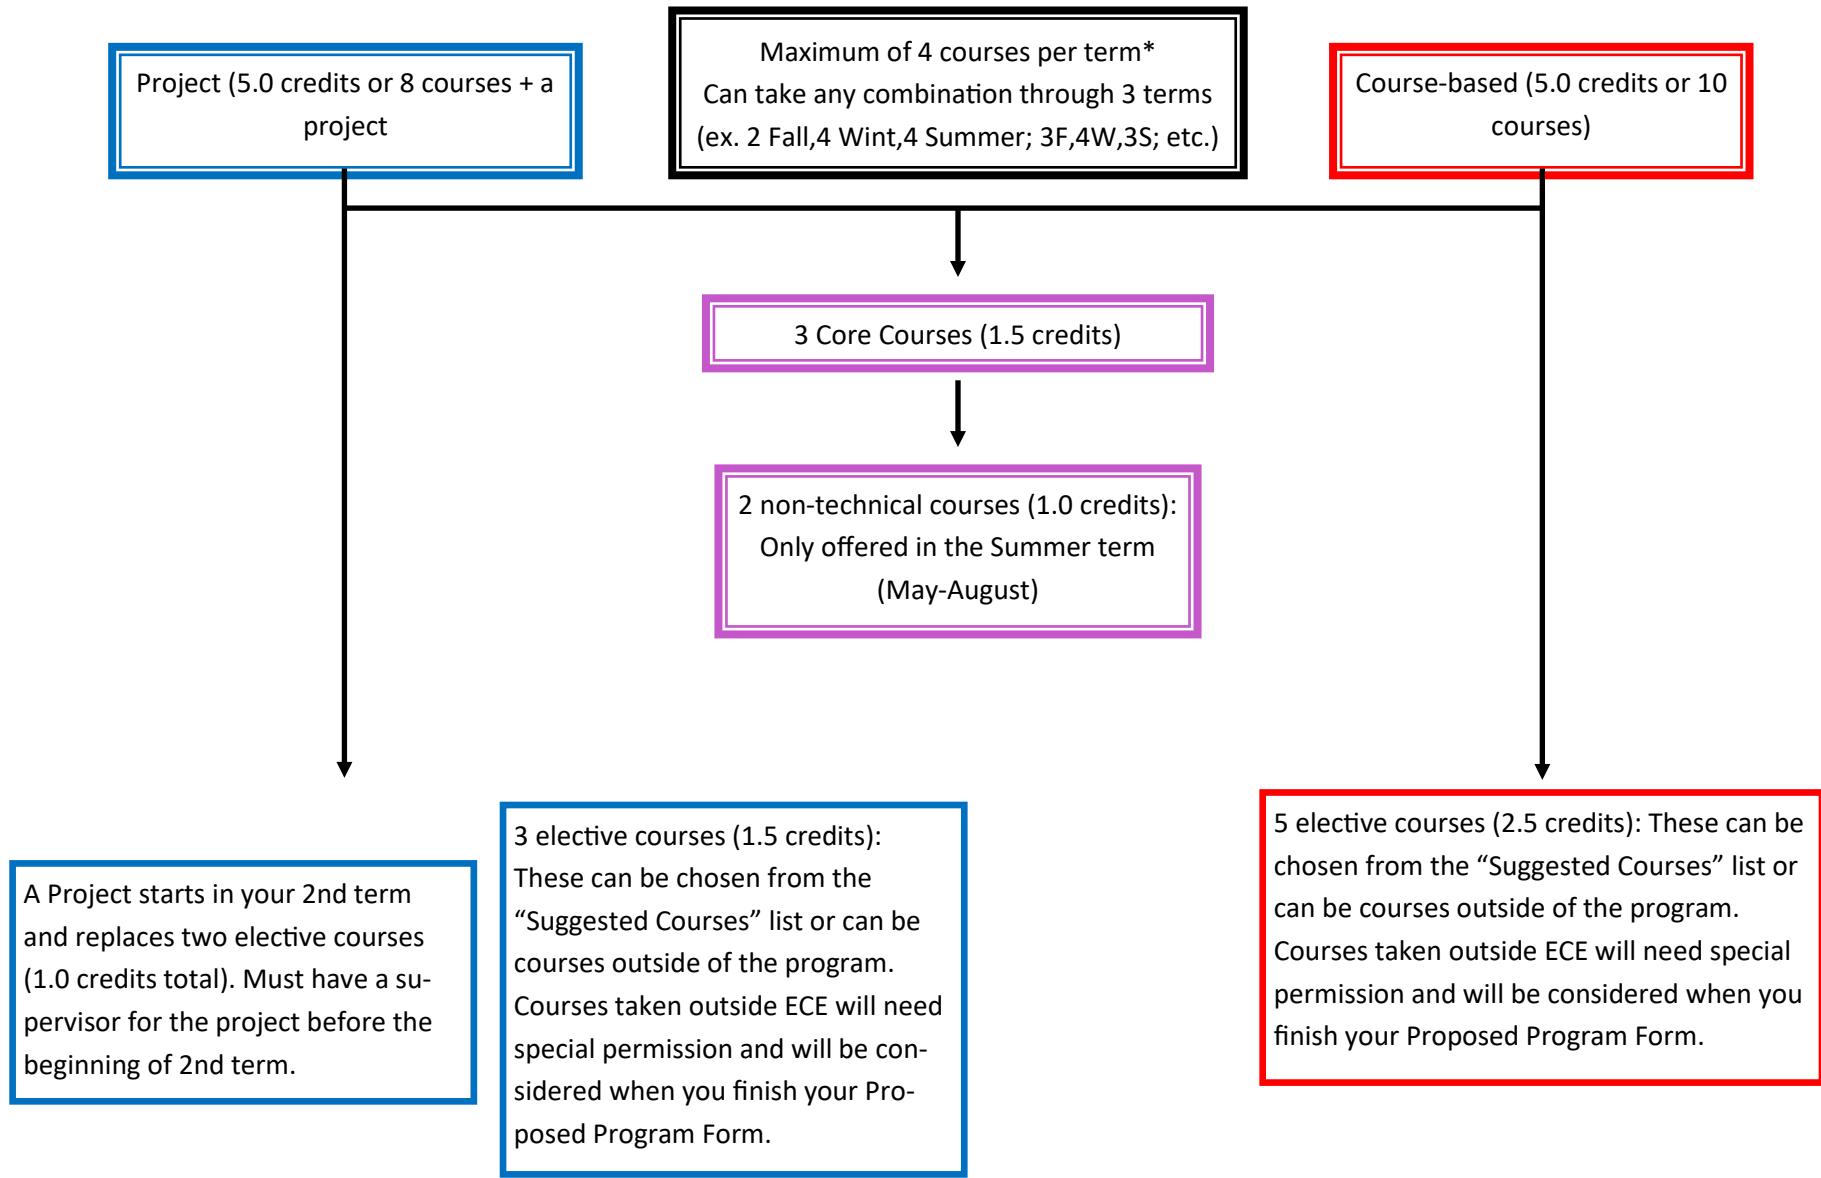 Project (5.0 credits or 8 courses + a
project
Maximum of 4 courses per term*
Can take any combination through 3 terms
(ex. 2 Fall,4 Wint,4 Summer; 3F,4W,3S; etc.)
Course-based (5.0 credits or 10
courses)
3 Core Courses (1.5 credits)
2 non-technical courses (1.0 credits):
Only offered in the Summer term
(May-August)
A Project starts in your 2nd term
and replaces two elective courses
(1.0 credits total). Must have a su-
pervisor for the project before the
beginning of 2nd term.
3 elective courses (1.5 credits):
These can be chosen from the
“Suggested Courses” list or can be
courses outside of the program.
Courses taken outside ECE will need
special permission and will be con-
sidered when you finish your Pro-
posed Program Form.
5 elective courses (2.5 credits): These can be
chosen from the “Suggested Courses” list or
can be courses outside of the program.
Courses taken outside ECE will need special
permission and will be considered when you
finish your Proposed Program Form.